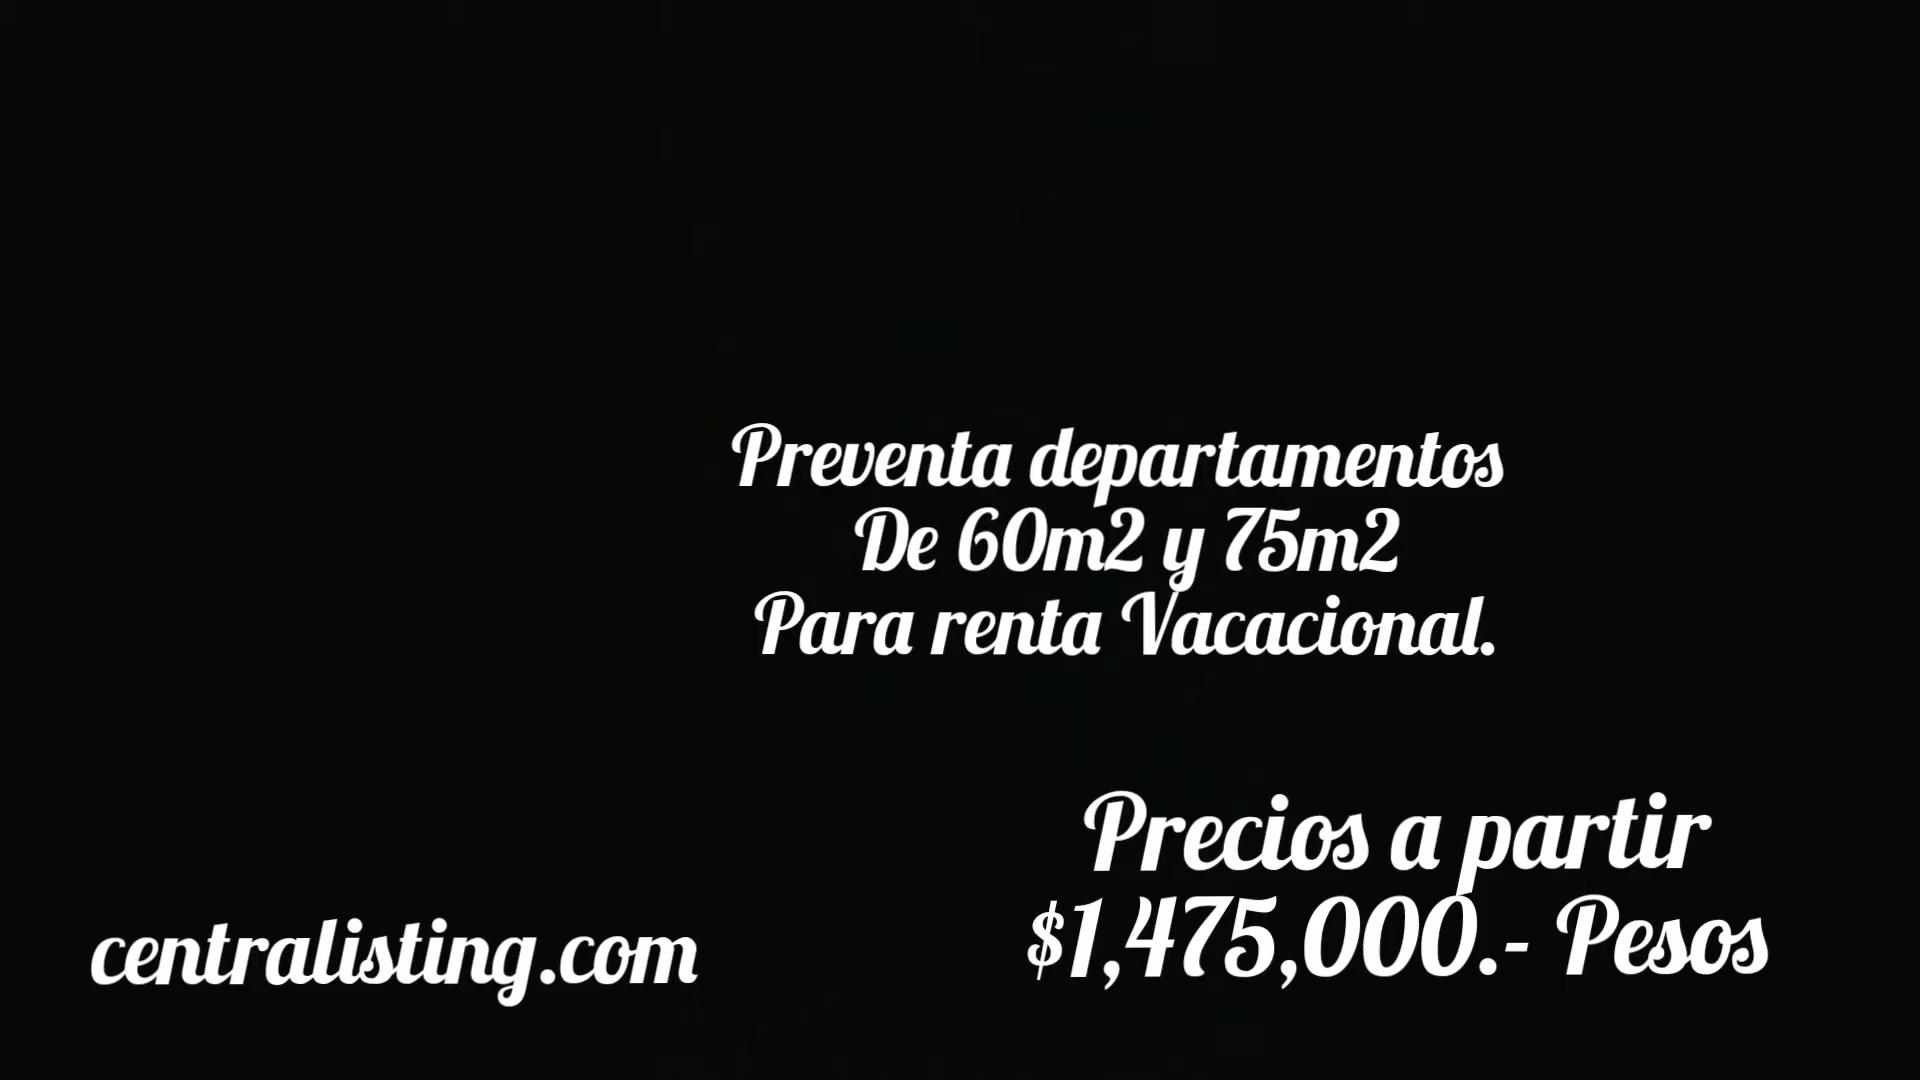 Preventa departamentos
De 60m2 y 75m2
Para renta Vacacional.
Precios a partir
$1,475,000.- Pesos
centralisting.com